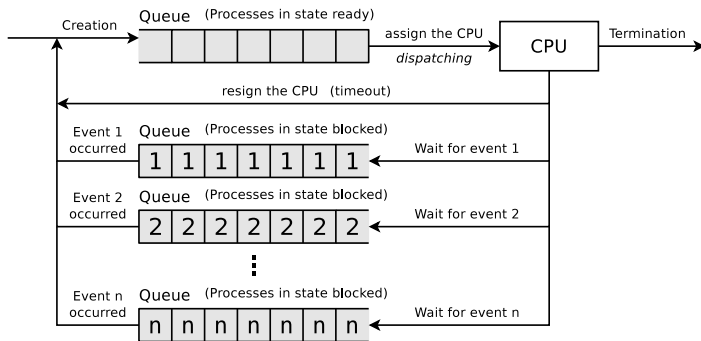 Queue (Processes in state ready)
Creation
assign the CPU
dispatching
CPU
Termination
resign the CPU (timeout)
Event 1
occurred
Queue (Processes in state blocked)
1 1 1 1 1 1 1
Wait for event 1
Event 2
occurred
Queue (Processes in state blocked)
2 2 2 2 2 2 2
Wait for event 2
Event n
occurred
Queue (Processes in state blocked)
n n n n n n n
Wait for event n